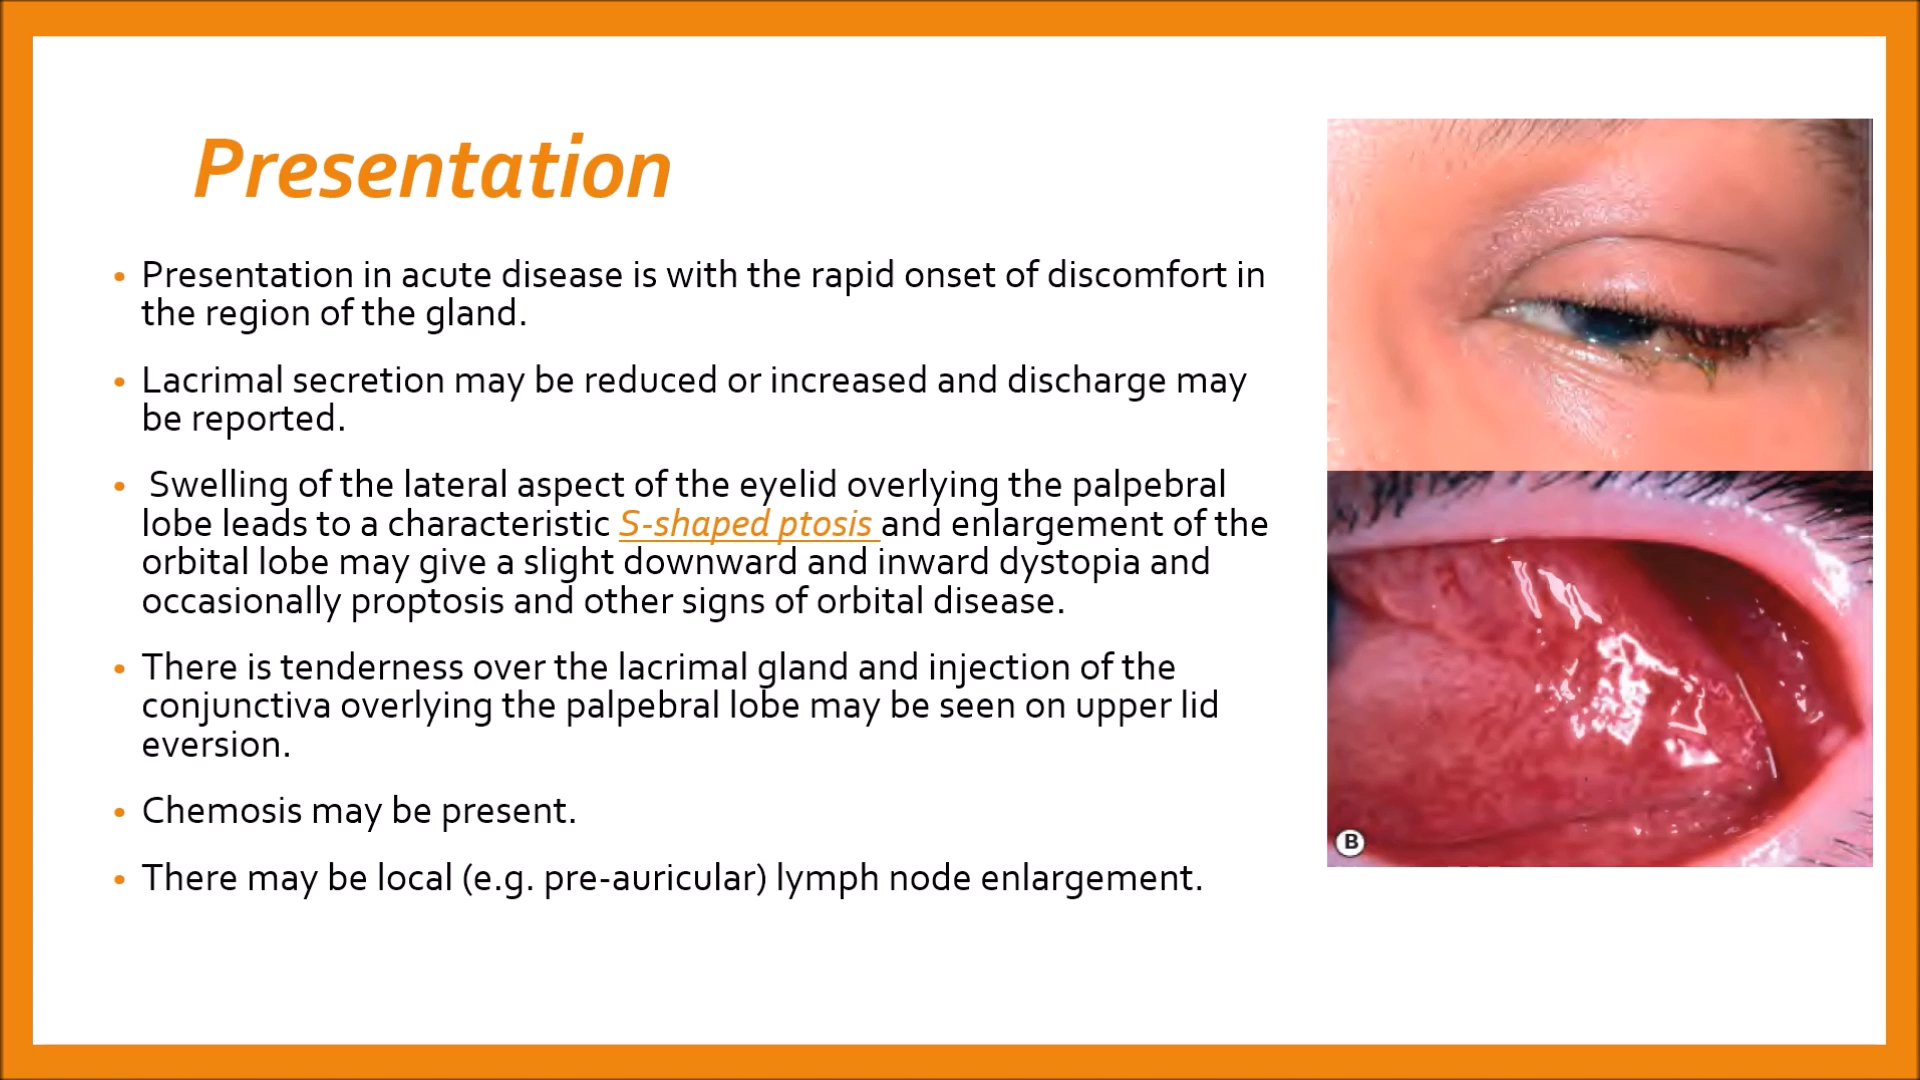 Presentation
• Presentation in acute disease is with the rapid onset of discomfort in
the region of the gland.
• Lacrimal secretion may be reduced or increased and discharge may
be reported.
• Swelling of the lateral aspect of the eyelid overlying the palpebral
lobe leads to a characteristic S-shaped ptosis and enlargement of the
orbital lobe may give a slight downward and inward dystopia and
occasionally proptosis and other signs of orbital disease.
• There is tenderness over the lacrimal gland and injection of the
conjunctiva overlying the palpebral lobe may be seen on upper lid
eversion.
• Chemosis may be present.
• There may be local (e.g. pre-auricular) lymph node enlargement.
B